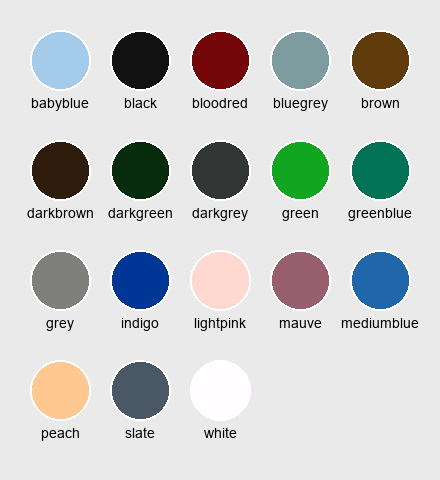 babyblue black bloodred bluegrey brown
darkbrown darkgreen darkgrey green greenblue
grey indigo lightpink mauve mediumblue
peach slate white